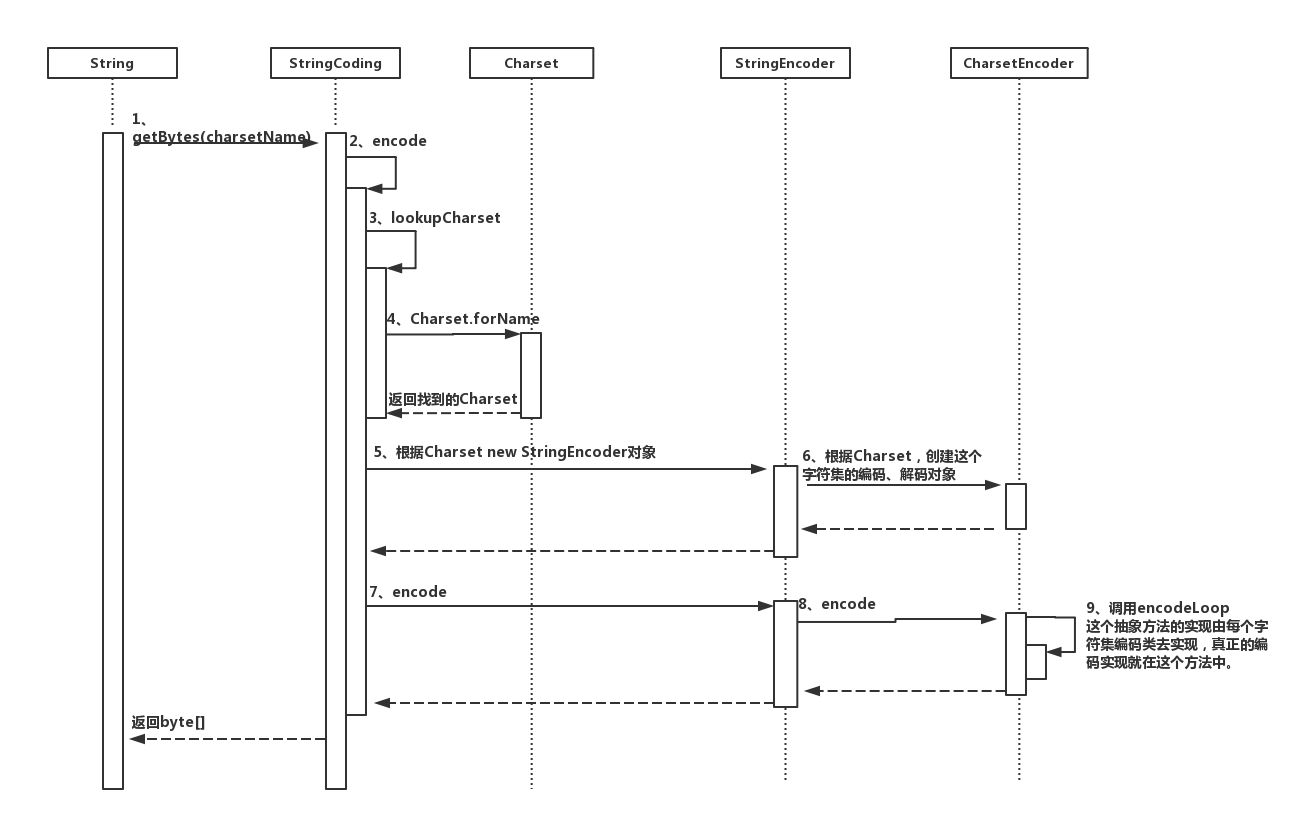 String
StringCoding
Charset
StringEncoder
CharsetEncoder
1、
getBytes(charsetName)
2、encode
3、lookupCharset
4、Charset.forName
返回找到的Charset
5、根据Charset new StringEncoder对象
6、根据Charset，创建这个
字符集的编码、解码对象
7、encode
8、encode
9、调用encodeLoop
这个抽象方法的实现由每个字
符集编码类去实现，真正的编
码实现就在这个方法中。
返回byte[]